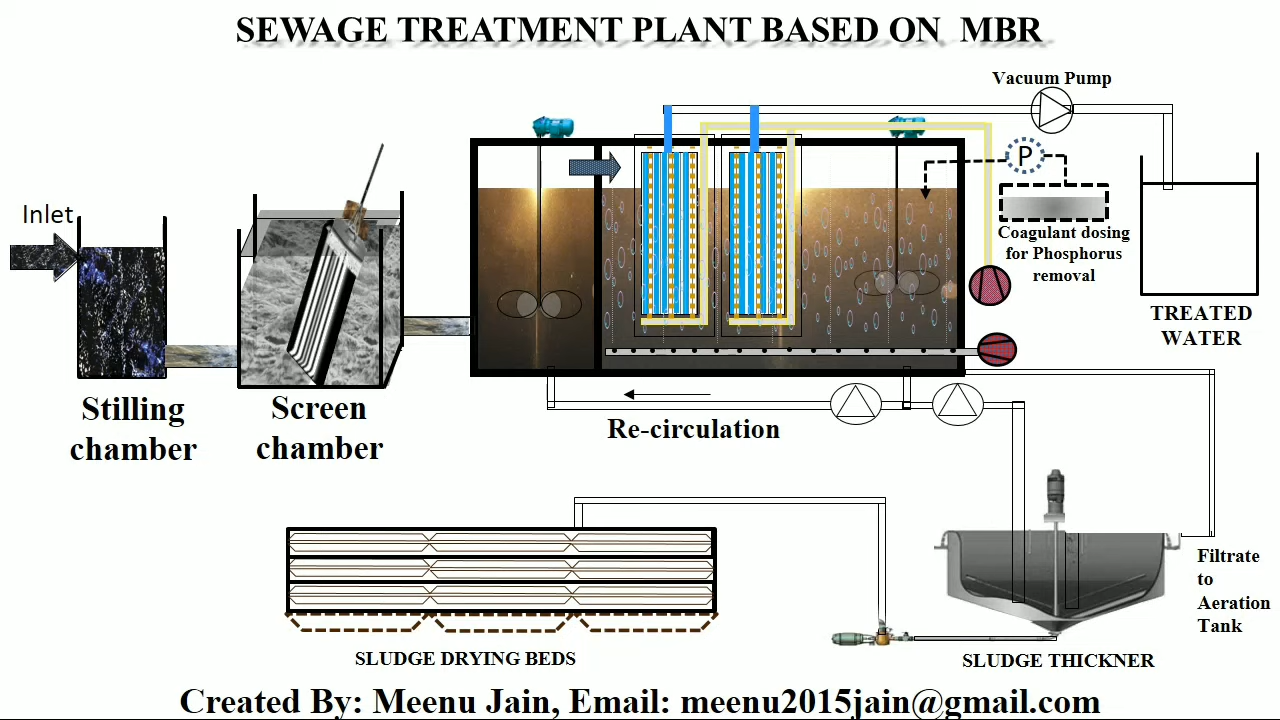 SEWAGE TREATMENT PLANT BASED ON MBR
Vacuum Pump
P
Inlet
Coagulant dosing
for Phosphorus
removal
TREATED
WATER
Stilling
chamber
Screen
chamber
Re-circulation
Filtrate
to
Aeration
Tank
SLUDGE DRYING BEDS
SLUDGE THICKNER
Created By: Meenu Jain, Email: meenu2015jain@gmail.com